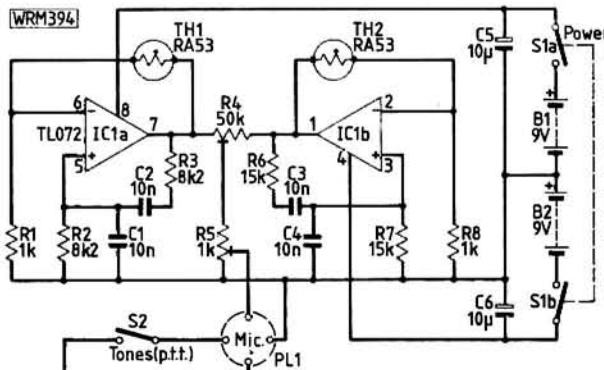 WRM394
TH1
RA53
TH2
RA53
C5
10µ
S1a
Power
6
−
8
TL072
IC1a
7
5
+
R4
50k
1
IC1b
−
2
4
+
3
B1
9V
+
B2
9V
+
R3
8k2
C2
10n
R6
15k
C3
10n
R1
1k
R2
8k2
C1
10n
R5
1k
C4
10n
R7
15k
R8
1k
C6
10µ
S1b
S2
Tones(p.t.t.)
Mic.
PL1